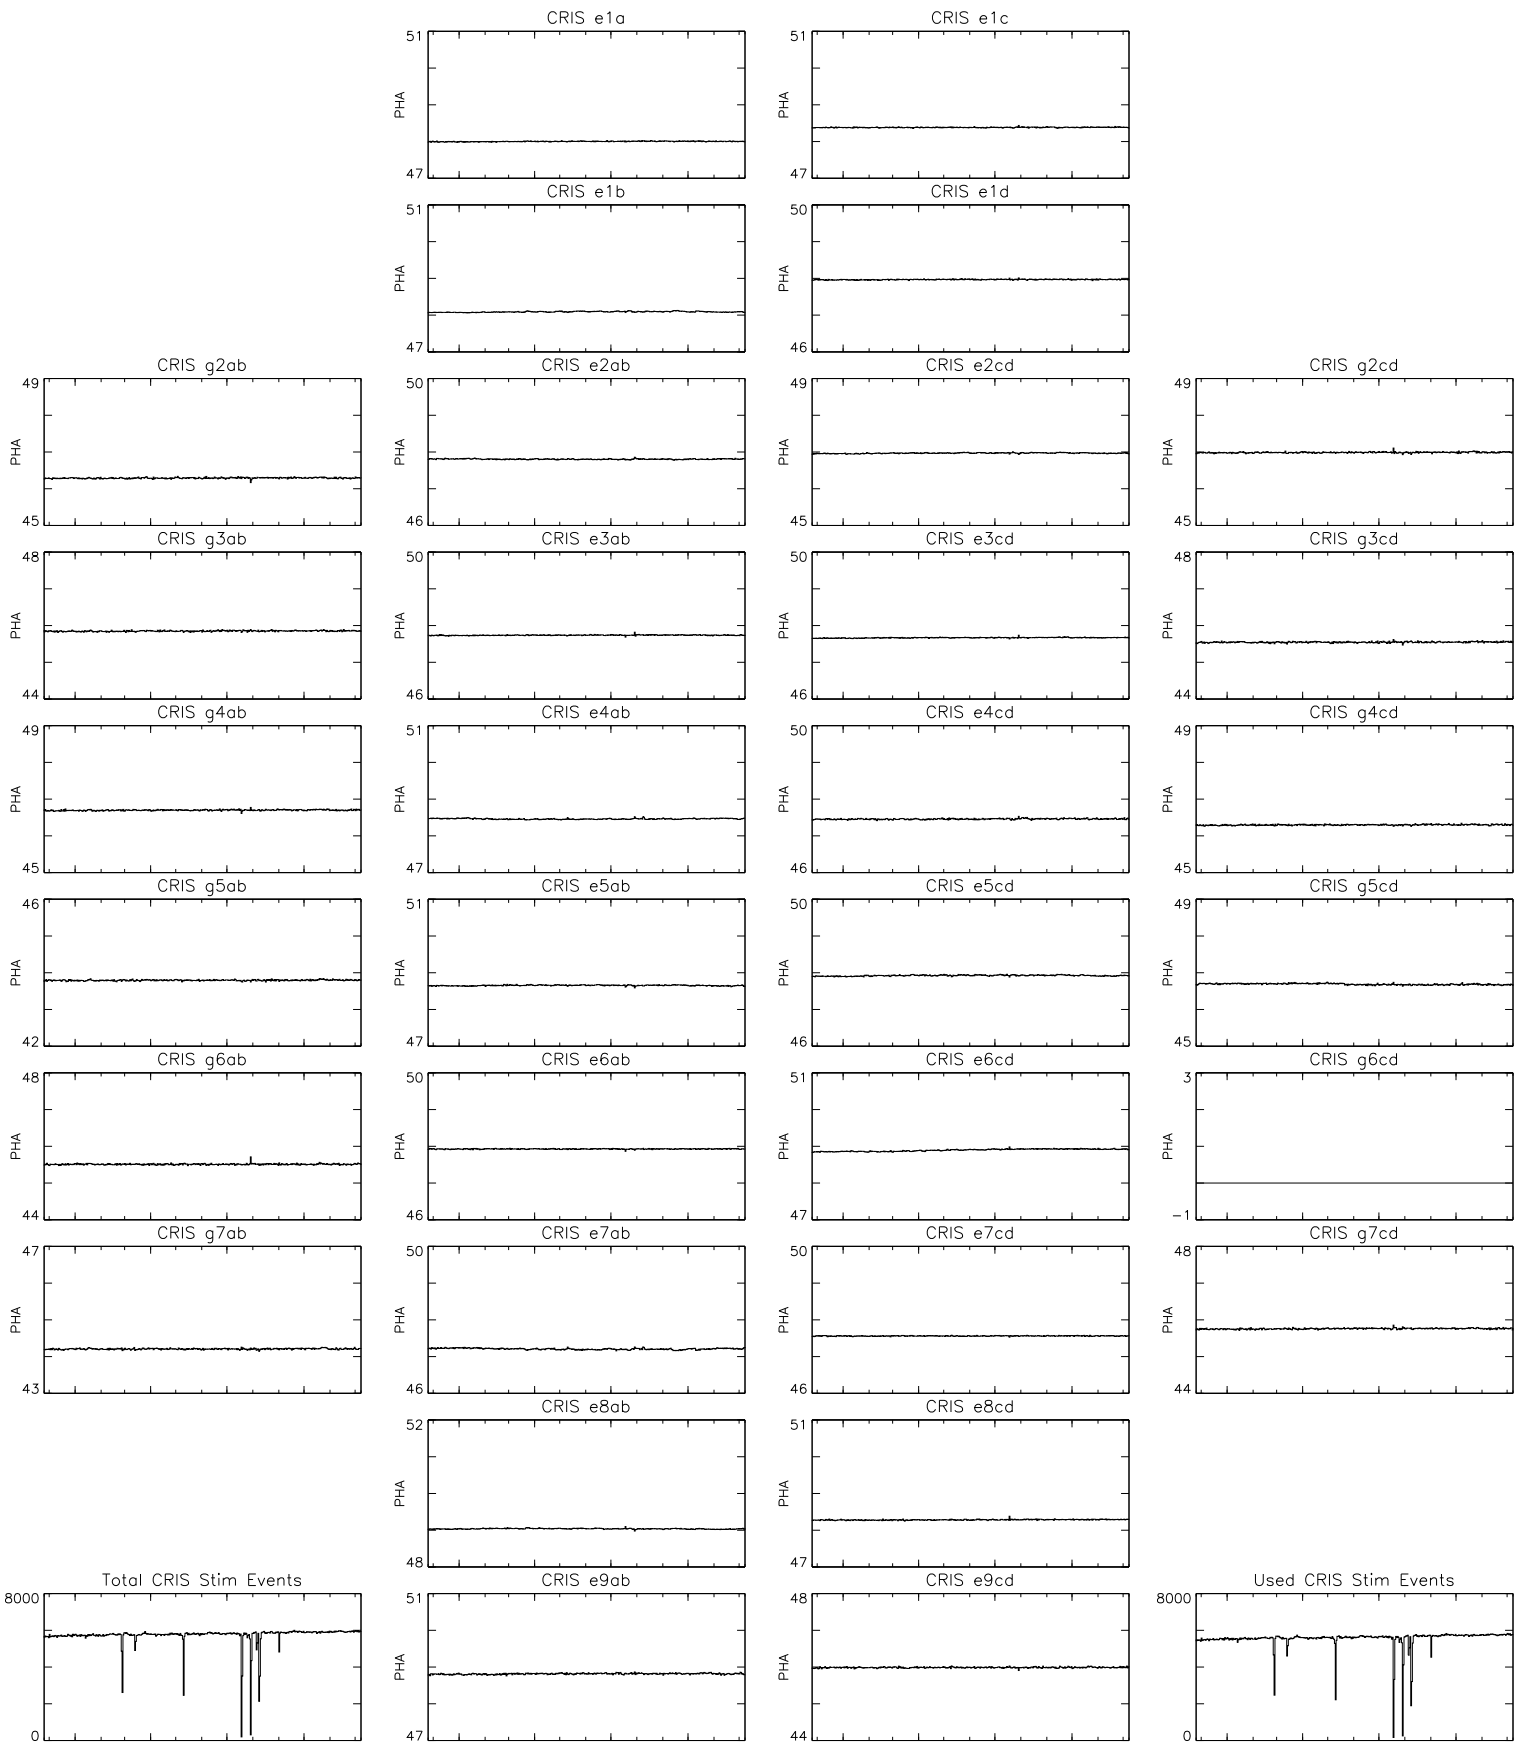 CRIS e1a
CRIS e1c
51
PHA
47
51
PHA
47
CRIS e1b
CRIS e1d
51
PHA
47
50
PHA
46
CRIS g2ab
CRIS e2ab
CRIS e2cd
CRIS g2cd
49
PHA
45
50
PHA
46
49
PHA
45
49
PHA
45
CRIS g3ab
CRIS e3ab
CRIS e3cd
CRIS g3cd
48
PHA
44
50
PHA
46
50
PHA
46
48
PHA
44
CRIS g4ab
CRIS e4ab
CRIS e4cd
CRIS g4cd
49
PHA
45
51
PHA
47
50
PHA
46
49
PHA
45
CRIS g5ab
CRIS e5ab
CRIS e5cd
CRIS g5cd
46
PHA
42
51
PHA
47
50
PHA
46
49
PHA
45
CRIS g6ab
CRIS e6ab
CRIS e6cd
CRIS g6cd
48
PHA
44
50
PHA
46
51
PHA
47
3
PHA
-1
CRIS g7ab
CRIS e7ab
CRIS e7cd
CRIS g7cd
47
PHA
43
50
PHA
46
50
PHA
46
48
PHA
44
CRIS e8ab
CRIS e8cd
52
PHA
48
51
PHA
47
Total CRIS Stim Events
CRIS e9ab
CRIS e9cd
Used CRIS Stim Events
8000
0
51
PHA
47
48
PHA
44
8000
0